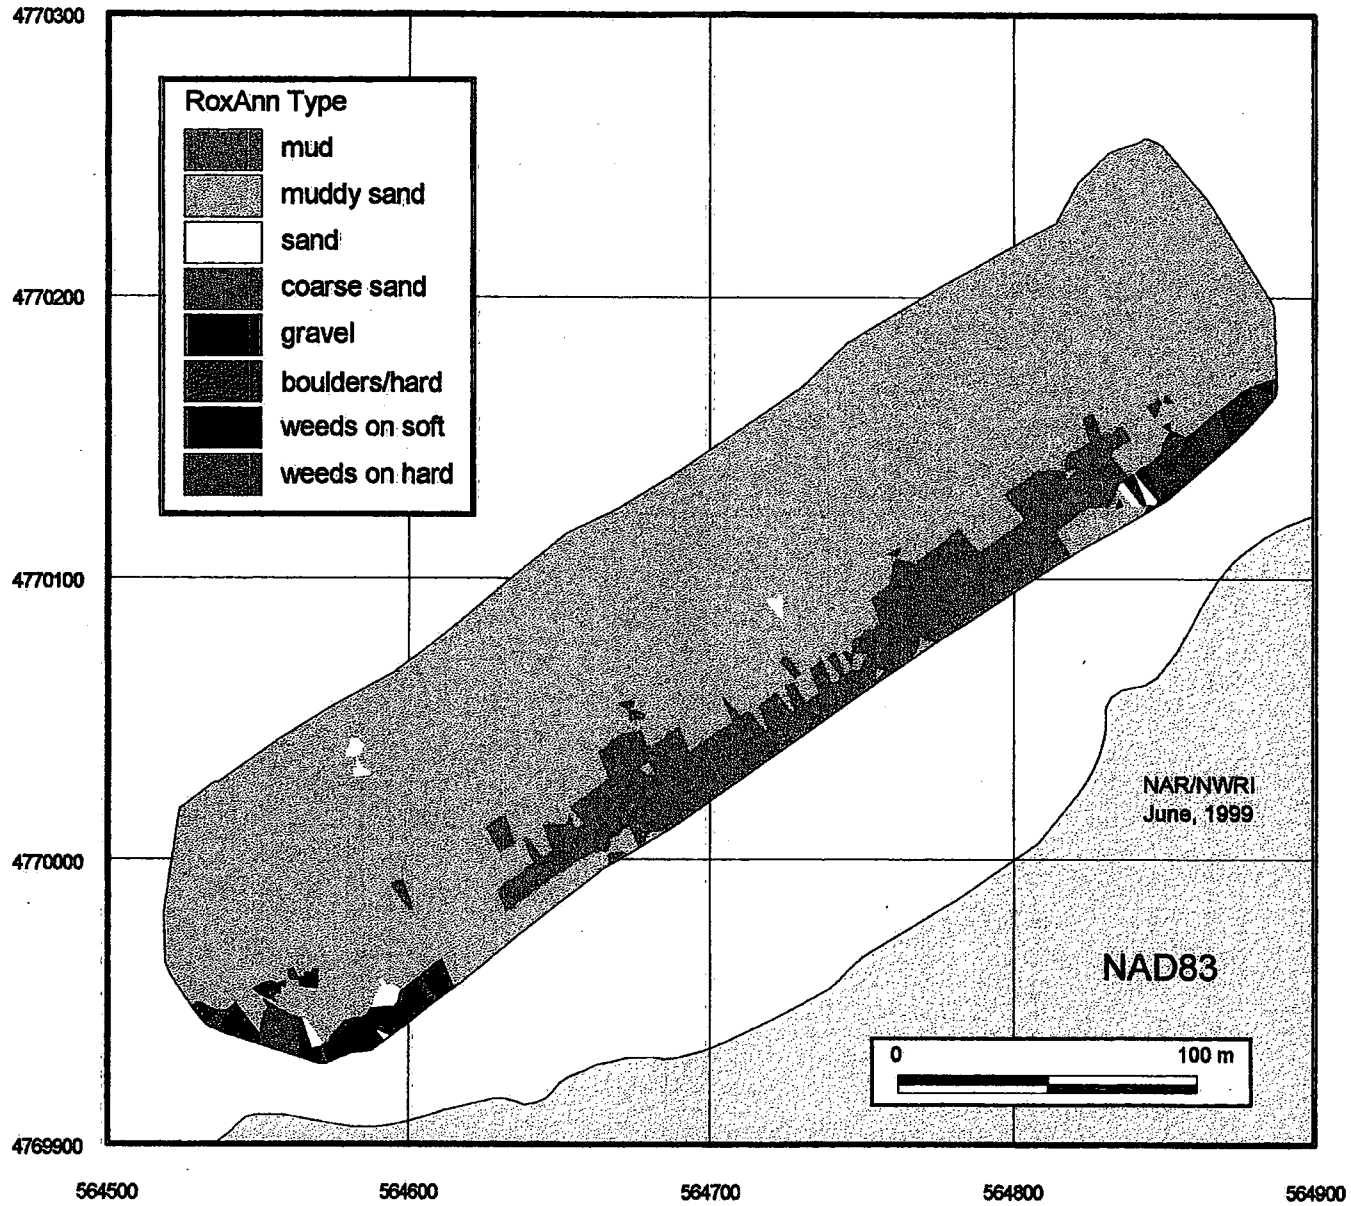 4770300
RoxAnn Type
mud
muddy sand
sand
coarse sand
gravel
boulders/hard
weeds on soft
weeds on hard
4770200
4770100
NAR/NWRI
June, 1999
4770000
NAD83
0 100 m
4769900
564500 564600 564700 564800 564900